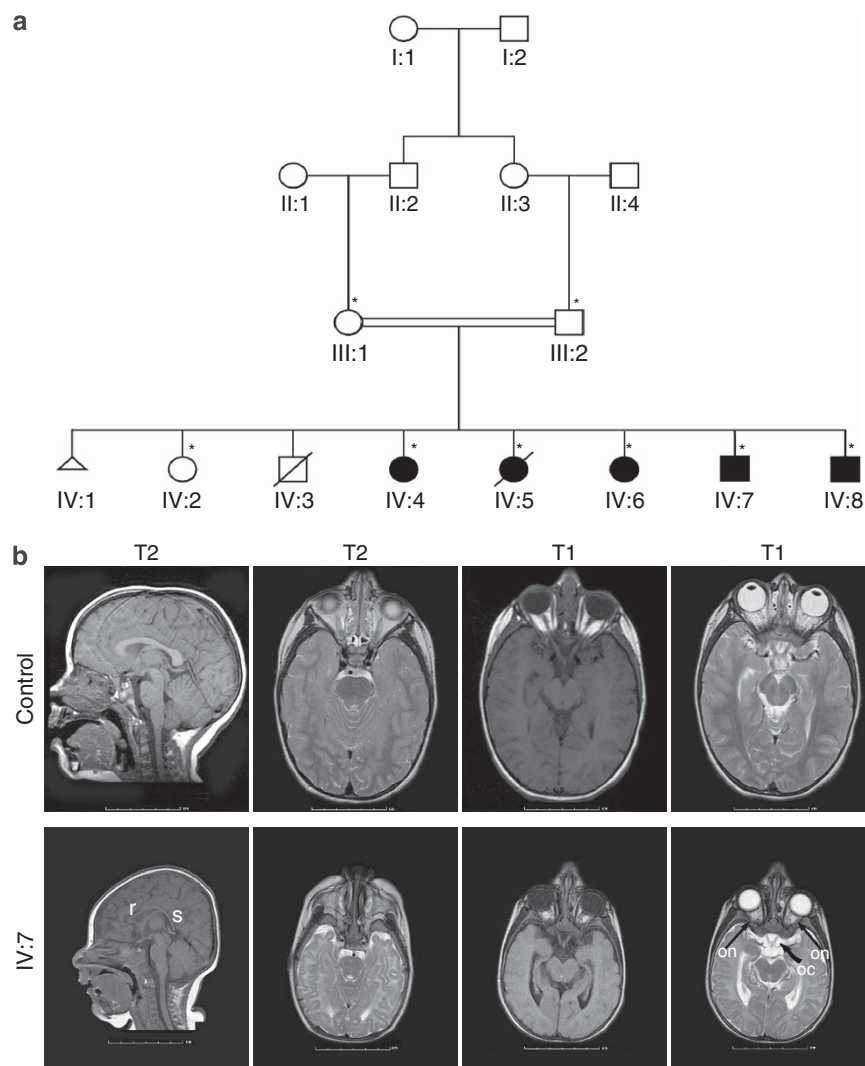 a
I:1 I:2
II:1 II:2 II:3 II:4
* *
III:1 III:2
* * * * * *
IV:1 IV:2 IV:3 IV:4 IV:5 IV:6 IV:7 IV:8
b
T2 T2 T1 T1
Control
IV:7
r s
on on
oc